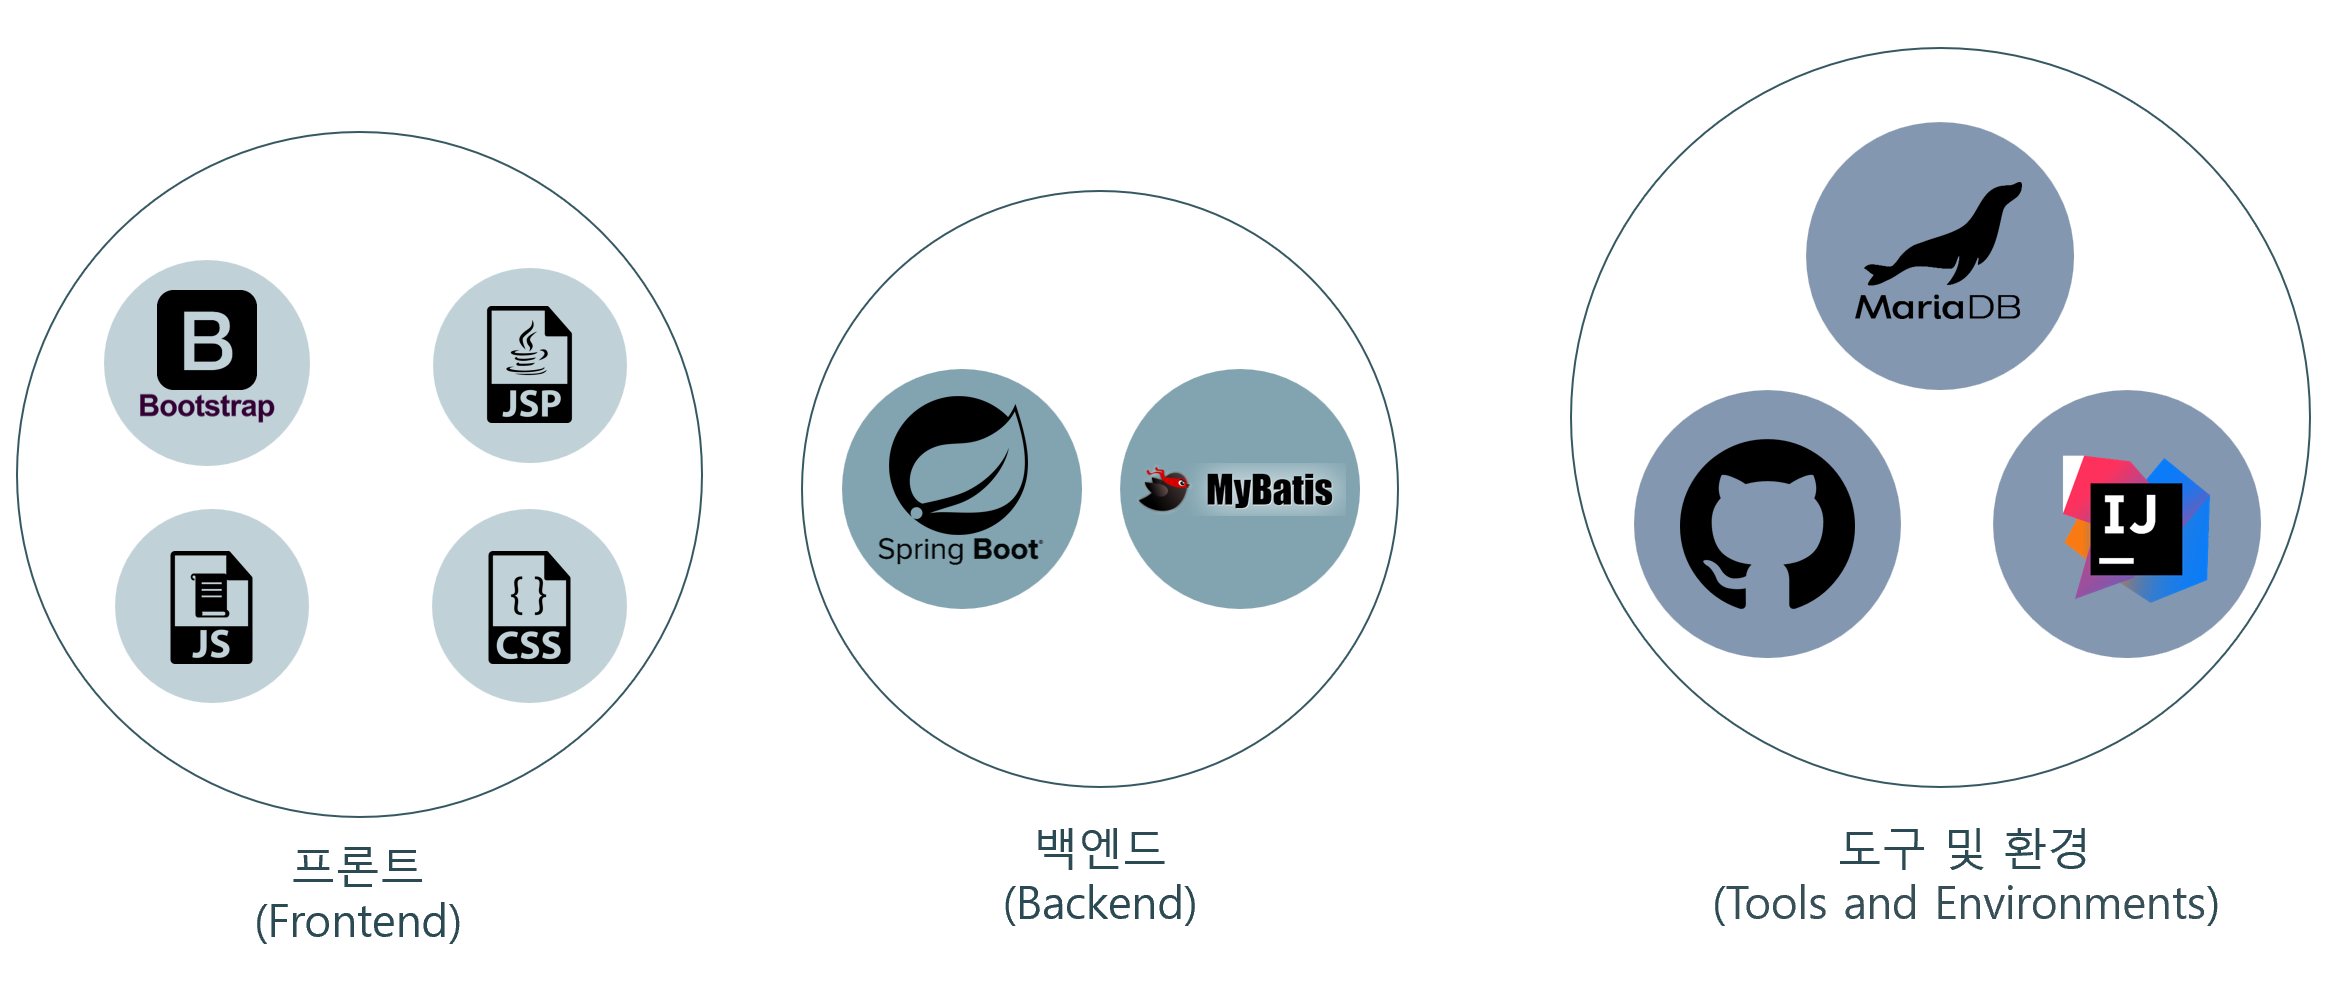 Bootstrap
JSP
JS
{ }
CSS
프론트
(Frontend)
Spring Boot
MyBatis
백엔드
(Backend)
MariaDB
IJ
도구 및 환경
(Tools and Environments)